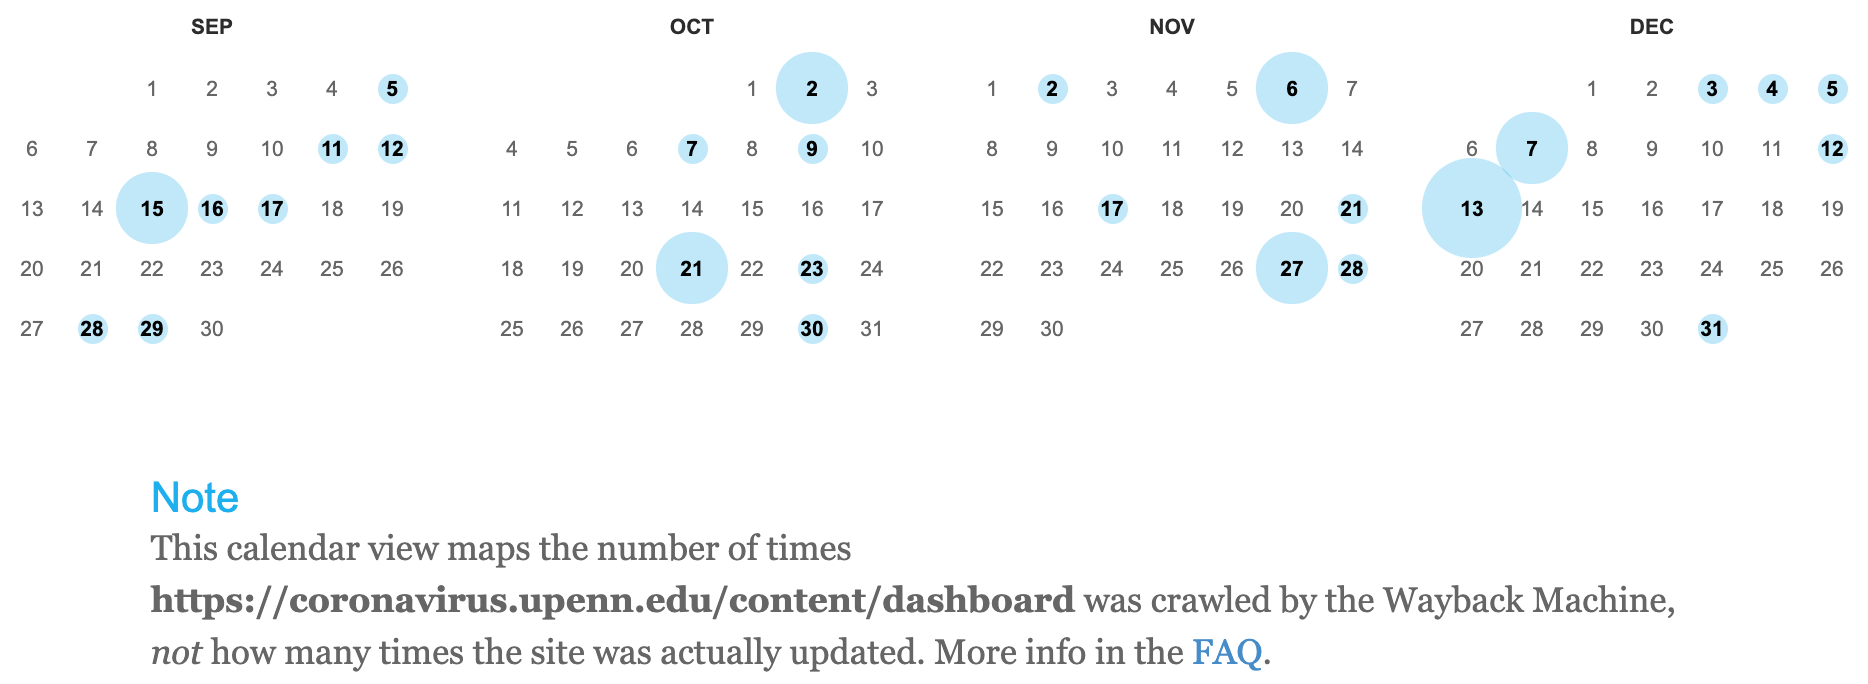 SEP OCT NOV DEC
1 2 3 4 5 1 2 3 1 2 3 4 5 6 7 1 2 3 4 5
6 7 8 9 10 11 12 4 5 6 7 8 9 10 8 9 10 11 12 13 14 6 7 8 9 10 11 12
13 14 15 16 17 18 19 11 12 13 14 15 16 17 15 16 17 18 19 20 21 13 14 15 16 17 18 19
20 21 22 23 24 25 26 18 19 20 21 22 23 24 22 23 24 25 26 27 28 20 21 22 23 24 25 26
27 28 29 30 25 26 27 28 29 30 31 29 30 27 28 29 30 31
Note
This calendar view maps the number of times
https://coronavirus.upenn.edu/content/dashboard was crawled by the Wayback Machine,
not how many times the site was actually updated. More info in the FAQ.